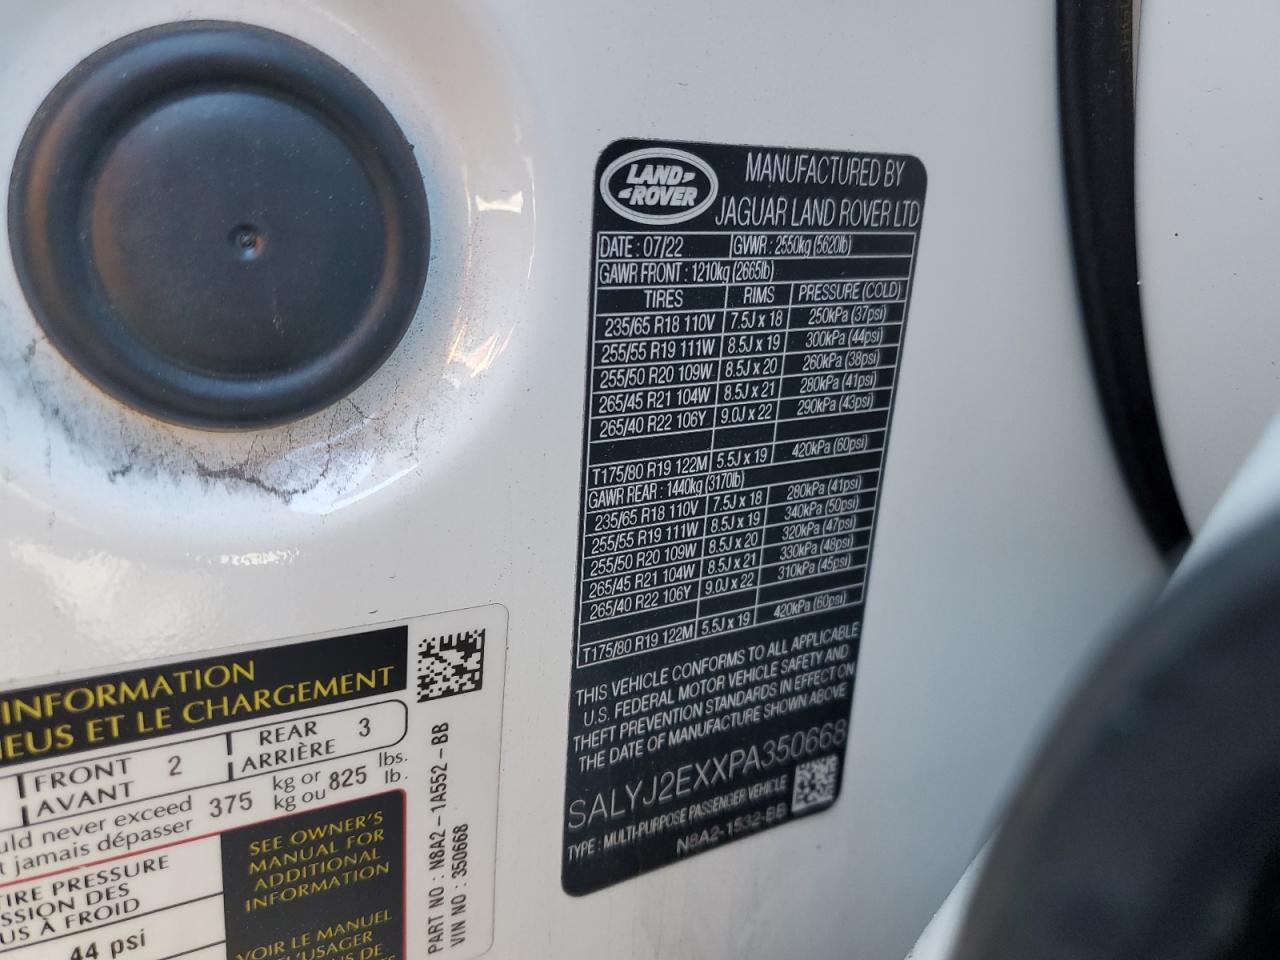 LAND-
-ROVER
MANUFACTURED BY
JAGUAR LAND ROVER LTD
DATE : 07/22 GVWR : 2550kg (5620lb)
GAWR FRONT : 1210kg (2665lb)
TIRES RIMS PRESSURE (COLD)
235/65 R18 110V 7.5J x 18 250kPa (37psi)
255/55 R19 111W 8.5J x 19 300kPa (44psi)
255/50 R20 109W 8.5J x 20 260kPa (38psi)
265/45 R21 104W 8.5J x 21 280kPa (41psi)
265/40 R22 106Y 9.0J x 22 290kPa (43psi)
T175/80 R19 122M 5.5J x 19 420kPa (60psi)
GAWR REAR : 1440kg (3170lb)
235/65 R18 110V 7.5J x 18 280kPa (41psi)
255/55 R19 111W 8.5J x 19 340kPa (50psi)
255/50 R20 109W 8.5J x 20 320kPa (47psi)
265/45 R21 104W 8.5J x 21 330kPa (48psi)
265/40 R22 106Y 9.0J x 22 310kPa (45psi)
T175/80 R19 122M 5.5J x 19 420kPa (60psi)
THIS VEHICLE CONFORMS TO ALL APPLICABLE
U.S. FEDERAL MOTOR VEHICLE SAFETY AND
THEFT PREVENTION STANDARDS IN EFFECT ON
THE DATE OF MANUFACTURE SHOWN ABOVE
SALYJ2EXXPA350668
TYPE : MULTI-PURPOSE PASSENGER VEHICLE
N8A2-1532-BB
INFORMATION
NEUS ET LE CHARGEMENT
FRONT 2 REAR 3
AVANT ARRIÈRE
uld never exceed 375 kg or 825 lbs.
t jamais dépasser kg ou lb.
TIRE PRESSURE
SSION DES
US À FROID
44 psi
SEE OWNER'S
MANUAL FOR
ADDITIONAL
INFORMATION
VOIR LE MANUEL
L'USAGER
PART NO : N8A2-1A552-BB
VIN NO : 350668